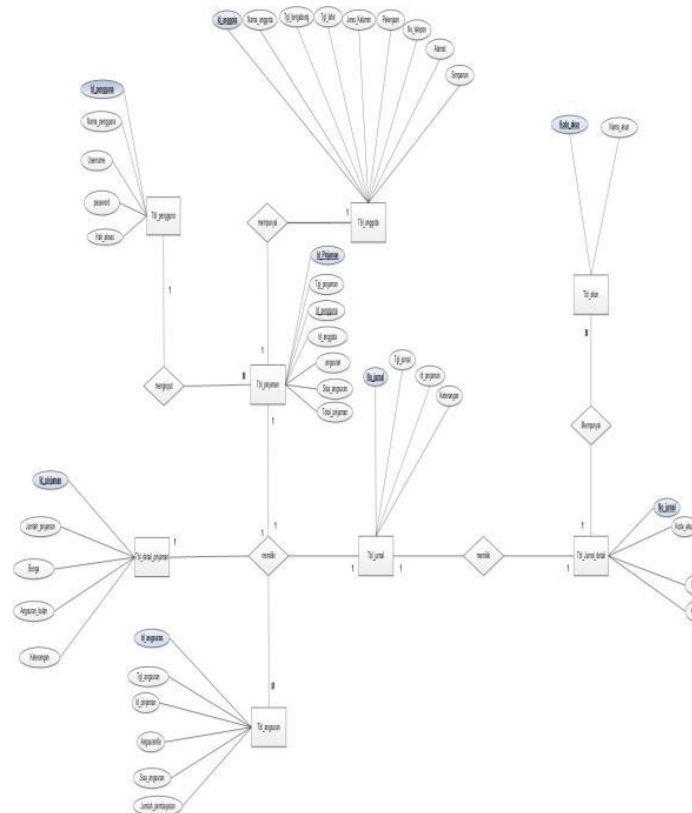 Id_anggota
Nama_anggota
Tgl_bergabung
Tgl_lahir
Jenis_Kelamin
Pekerjaan
No_telepon
Alamat
Simpanan
Id_pengguna
Nama_pengguna
Username
password
Hak_akses
Tbl_pengguna
mempunyai
1
Tbl_anggota
Kode_akun
Nama_akun
Tbl_akun
1
1
M
Id_Pinjaman
Tgl_pinjaman
Id_pengguna
Id_anggota
angsuran
Sisa_angsuran
Total_pinjaman
menginput
M
Tbl_pinjaman
No_jurnal
Tgl_jurnal
Id_pinjaman
Keterangan
Mempunyai
1
1
1
1
Id_pinjaman
Jumlah_pinjaman
Bunga
Angsuran_bulan
Keterangan
Tbl_detail_pinjaman
1
memiliki
1
Tbl_jurnal
1
memiliki
1
Tbl_Jurnal_detail
No_jurnal
Kode_akun
M
Id_angsuran
Tgl_angsuran
Id_pinjaman
AngsuranKe
Sisa_angsuran
Jumlah_pembayaran
Tbl_angsuran